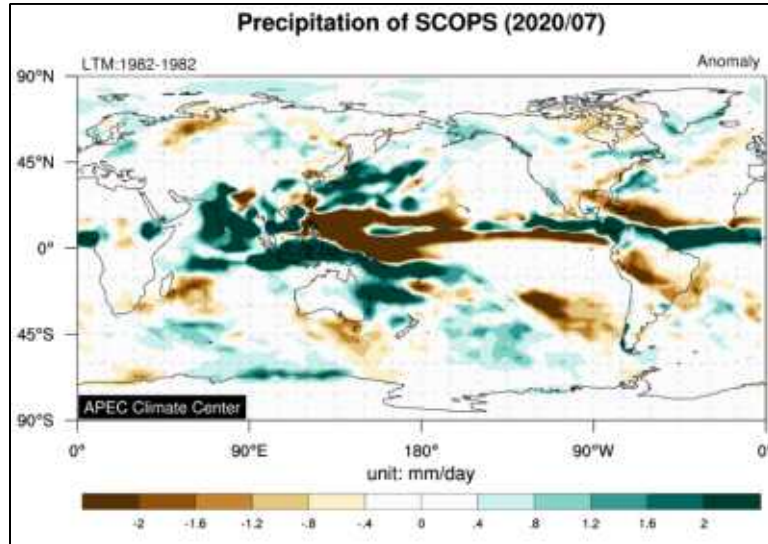 Precipitation of SCOPS (2020/07)
LTM:1982-1982 Anomaly
90°N
45°N
0°
45°S
90°S
APEC Climate Center
0° 90°E 180° 90°W 0°
unit: mm/day
-2 -1.6 -1.2 -.8 -.4 0 .4 .8 1.2 1.6 2